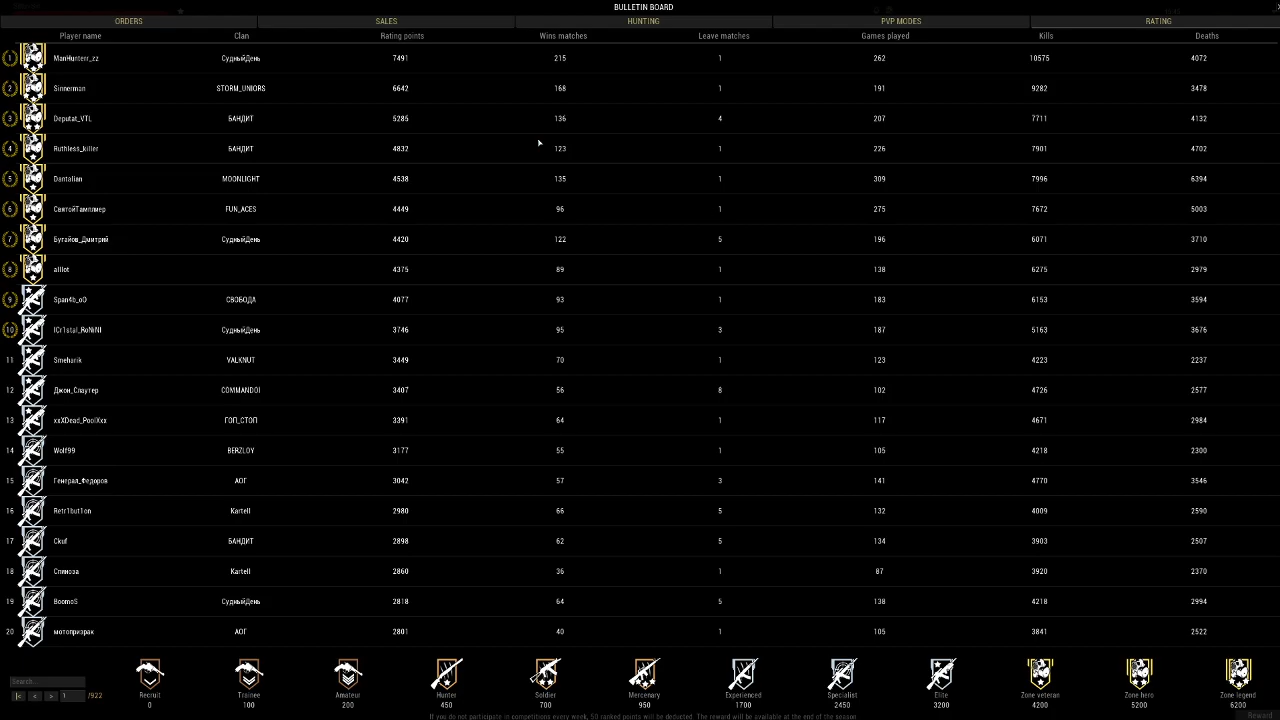 BULLETIN BOARD
ORDERS SALES HUNTING PVP MODES RATING
Player name Clan Rating points Wins matches Leave matches Games played Kills Deaths
1 ManHunterr_zz СудныйДень 7491 215 1 262 10575 4072
2 Sinnerman STORM_UNIORS 6642 168 1 191 9282 3478
3 Deputat_VTL БАНДИТ 5285 136 4 207 7711 4132
4 Ruthless_killer БАНДИТ 4832 123 1 226 7901 4702
5 Dantalian MOONLIGHT 4538 135 1 309 7996 6394
6 СвятойТамплиер FUN_ACES 4449 96 1 275 7672 5003
7 Бугайов_Дмитрий СудныйДень 4420 122 5 196 6071 3710
8 alliot 4375 89 1 138 6275 2979
9 Span4b_oO СВОБОДА 4077 93 1 183 6153 3594
10 ICr1stal_RoNiNI СудныйДень 3746 95 3 187 5163 3676
11 Smeharik VALKNUT 3449 70 1 123 4223 2237
12 Джон_Слаутер COMMANDOI 3407 56 8 102 4726 2577
13 xxXDead_PoolXxx ГОП_СТОП 3391 64 1 117 4671 2984
14 Wolf99 BERZLOY 3177 55 1 105 4218 2300
15 Генерал_Федоров АОГ 3042 57 3 141 4770 3546
16 Retr1but1on Kartell 2980 66 5 132 4009 2590
17 Ckuf БАНДИТ 2898 62 5 134 3903 2507
18 Спиноза Kartell 2860 36 1 87 3920 2370
19 BoomeS СудныйДень 2818 64 5 138 4218 2994
20 мотопризрак АОГ 2801 40 1 105 3841 2522
Search...
|< < > 1 /922
Recruit Trainee Amateur Hunter Soldier Mercenary Experienced Specialist Elite Zone veteran Zone hero Zone legend
0 100 200 450 700 950 1700 2450 3200 4200 5200 6200
If you do not participate in competitions every week, 50 ranked points will be deducted. The reward will be available at the end of the season
Reward